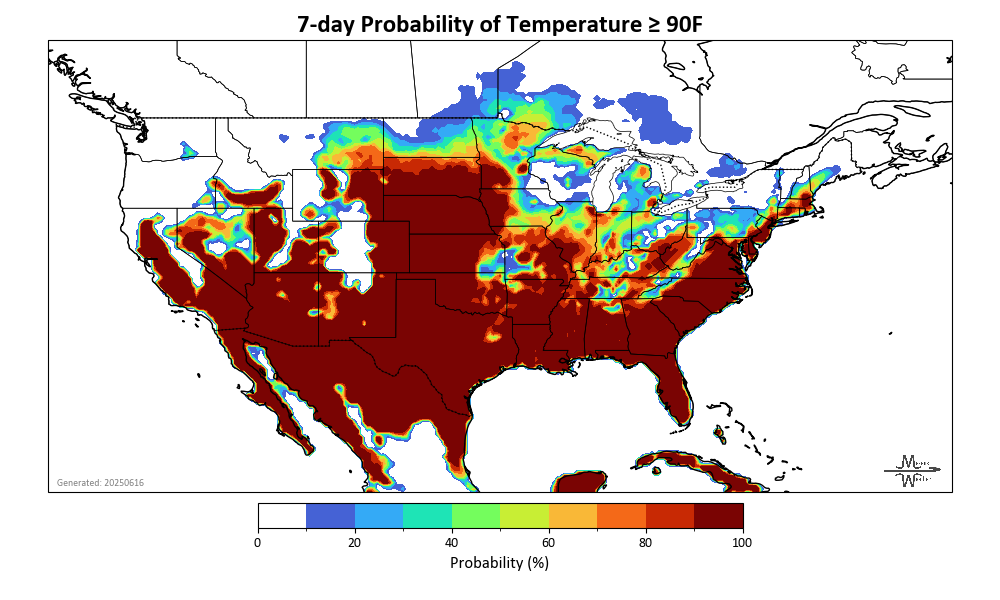 7-day Probability of Temperature ≥ 90F
Generated: 20250616
0 20 40 60 80 100
Probability (%)